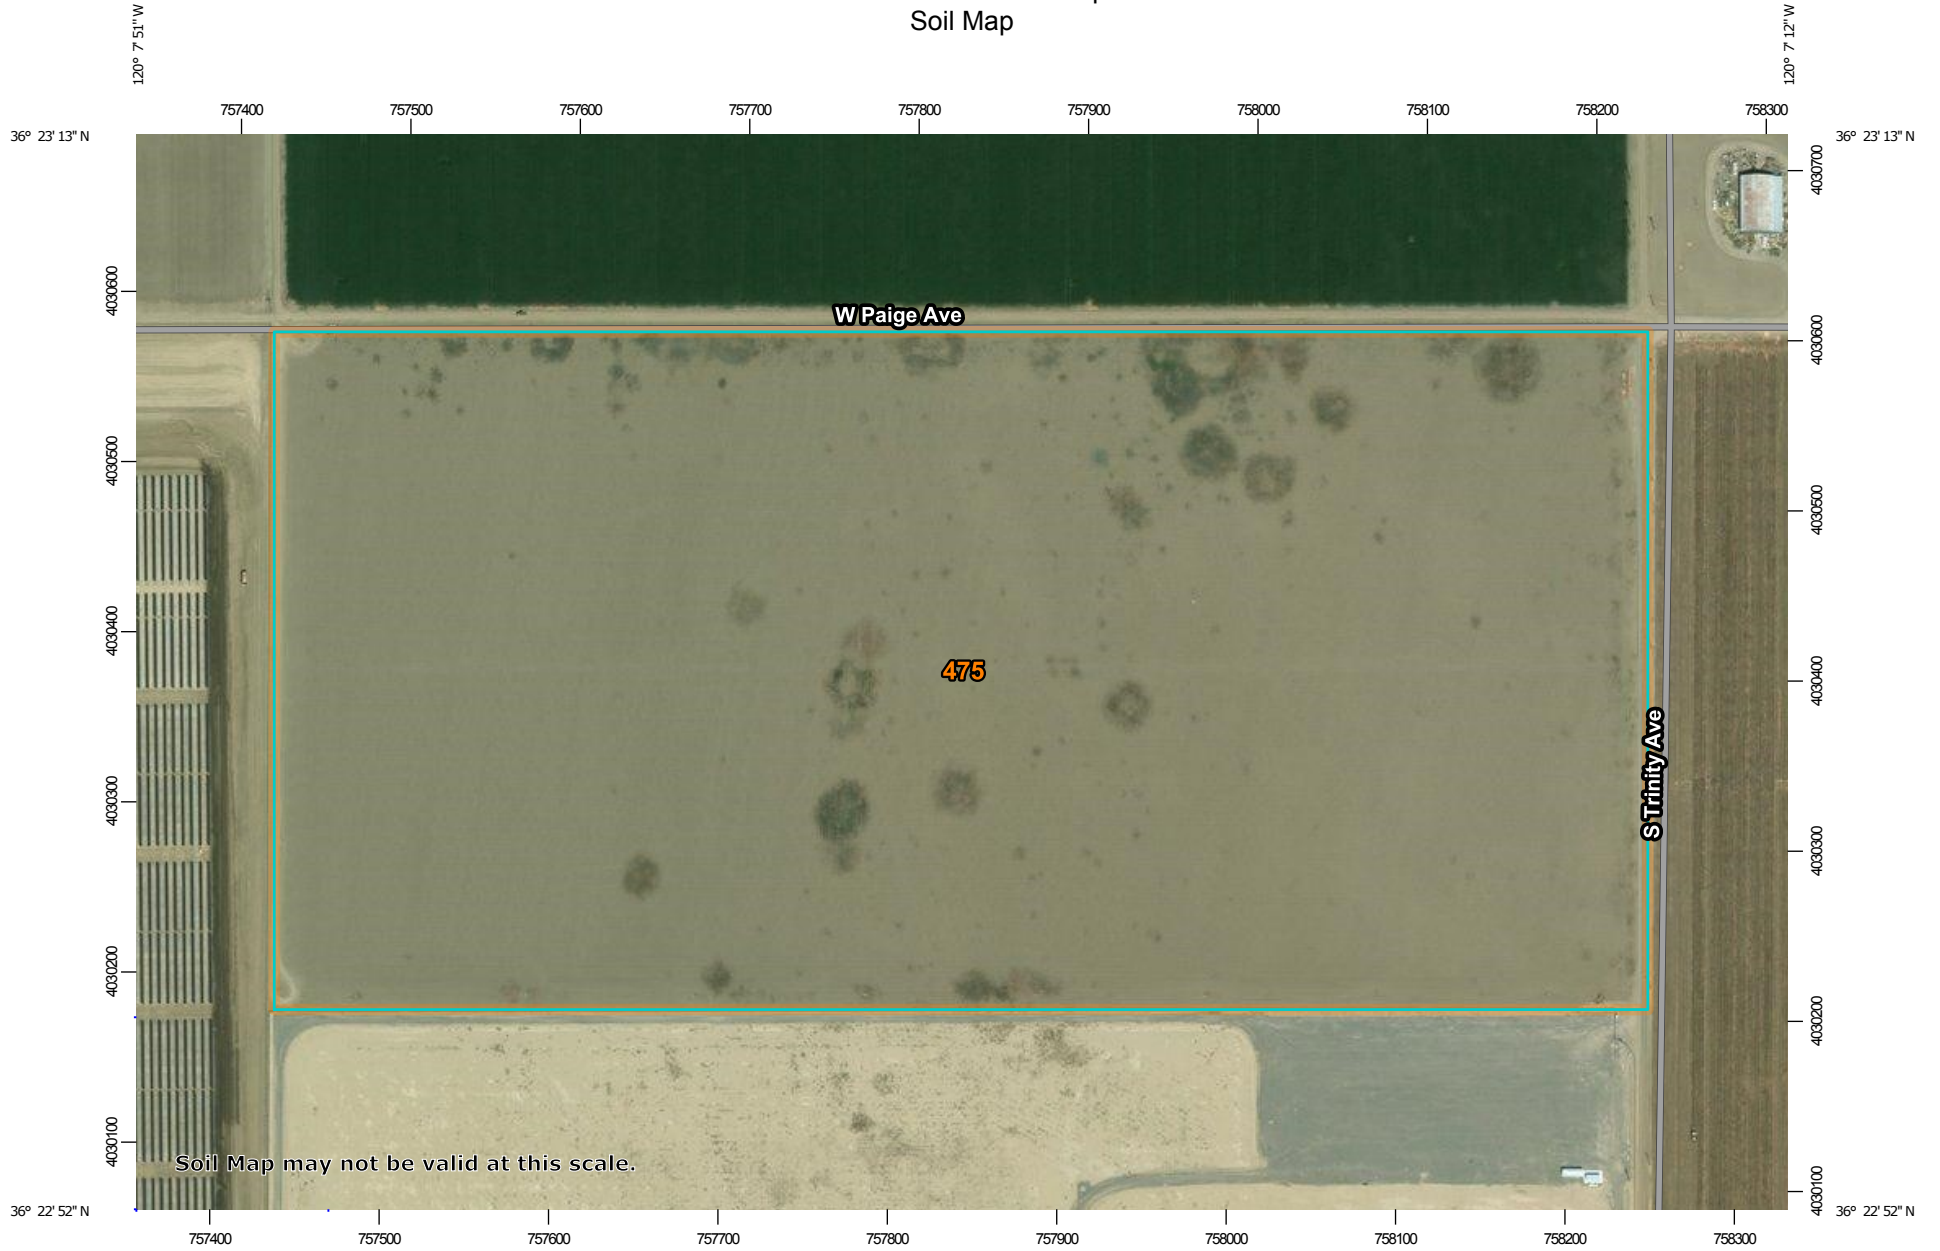 Soil Map
120° 7' 51" W
120° 7' 12" W
757400 757500 757600 757700 757800 757900 758000 758100 758200 758300
36° 23' 13" N
36° 23' 13" N
4030700
4030600
W Paige Ave
4030600
4030500
4030500
4030400
475
4030400
S Trinity Ave
4030300
4030300
4030200
4030200
4030100
Soil Map may not be valid at this scale.
4030100
36° 22' 52" N
36° 22' 52" N
757400 757500 757600 757700 757800 757900 758000 758100 758200 758300